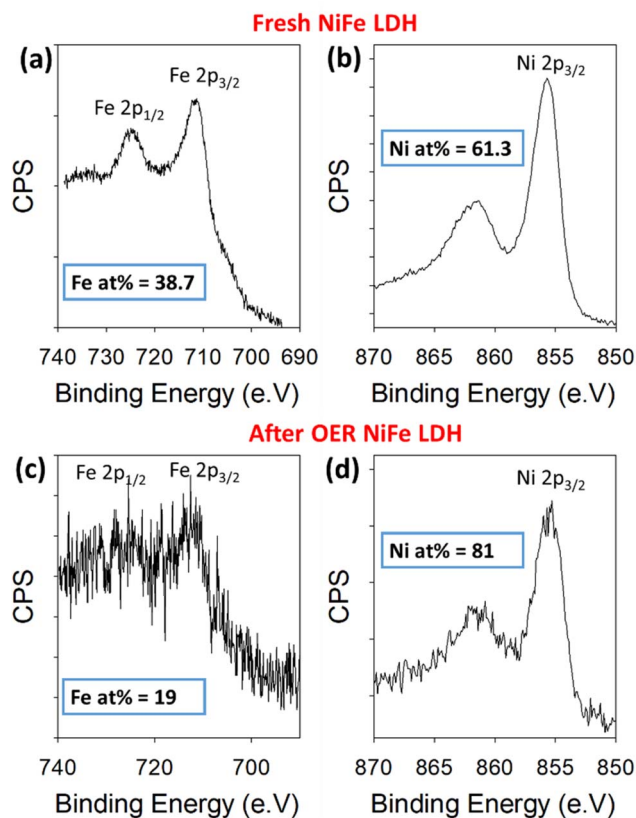 Fresh NiFe LDH
(a)
Fe 2p3/2
Fe 2p1/2
CPS
Fe at% = 38.7
740 730 720 710 700 690
Binding Energy (e.V)
(b)
Ni 2p3/2
Ni at% = 61.3
CPS
870 865 860 855 850
Binding Energy (e.V)
After OER NiFe LDH
(c)
Fe 2p1/2 Fe 2p3/2
CPS
Fe at% = 19
740 720 700
Binding Energy (e.V)
(d)
Ni 2p3/2
Ni at% = 81
CPS
870 865 860 855 850
Binding Energy (e.V)